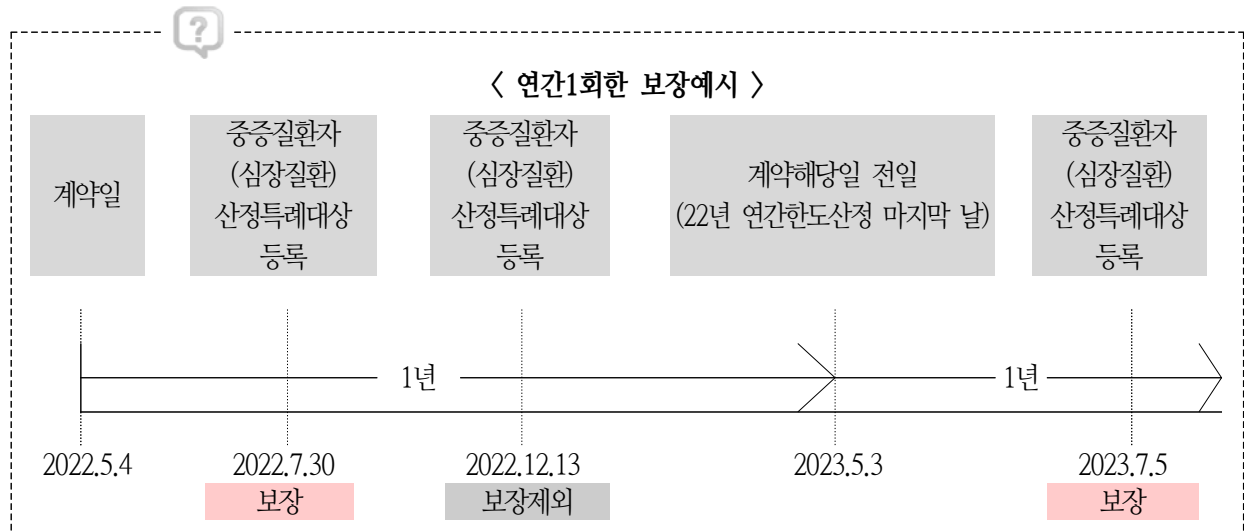 ?
〈 연간1회한 보장예시 〉
계약일
중증질환자
(심장질환)
산정특례대상
등록
중증질환자
(심장질환)
산정특례대상
등록
계약해당일 전일
(22년 연간한도산정 마지막 날)
중증질환자
(심장질환)
산정특례대상
등록
1년
1년
2022.5.4
2022.7.30
2022.12.13
2023.5.3
2023.7.5
보장
보장제외
보장